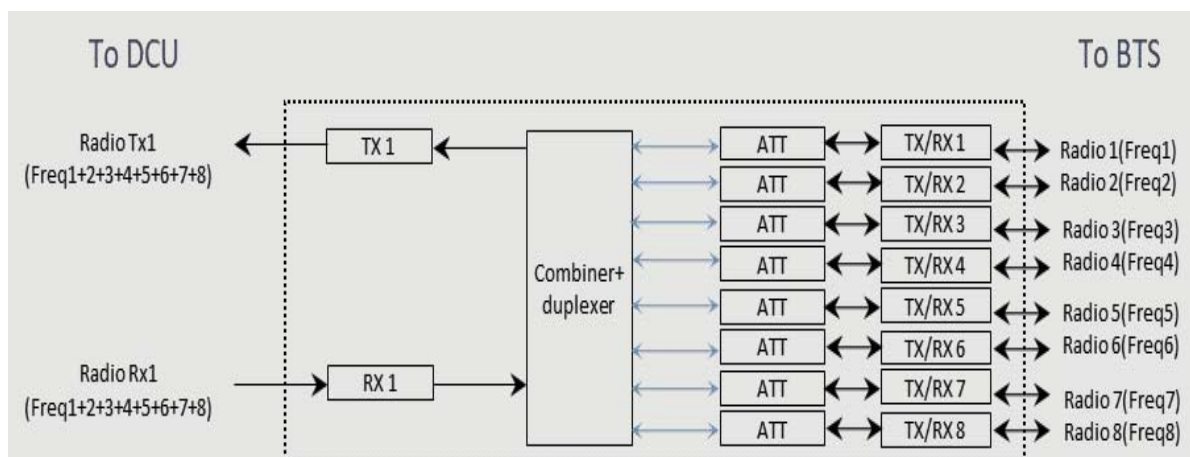 To DCU
To BTS
Radio Tx1
(Freq1+2+3+4+5+6+7+8)
TX 1
Combiner+
duplexer
ATT
TX/RX 1
Radio 1(Freq1)
ATT
TX/RX 2
Radio 2(Freq2)
ATT
TX/RX 3
Radio 3(Freq3)
ATT
TX/RX 4
Radio 4(Freq4)
ATT
TX/RX 5
Radio 5(Freq5)
ATT
TX/RX 6
Radio 6(Freq6)
ATT
TX/RX 7
Radio 7(Freq7)
ATT
TX/RX 8
Radio 8(Freq8)
Radio Rx1
(Freq1+2+3+4+5+6+7+8)
RX 1